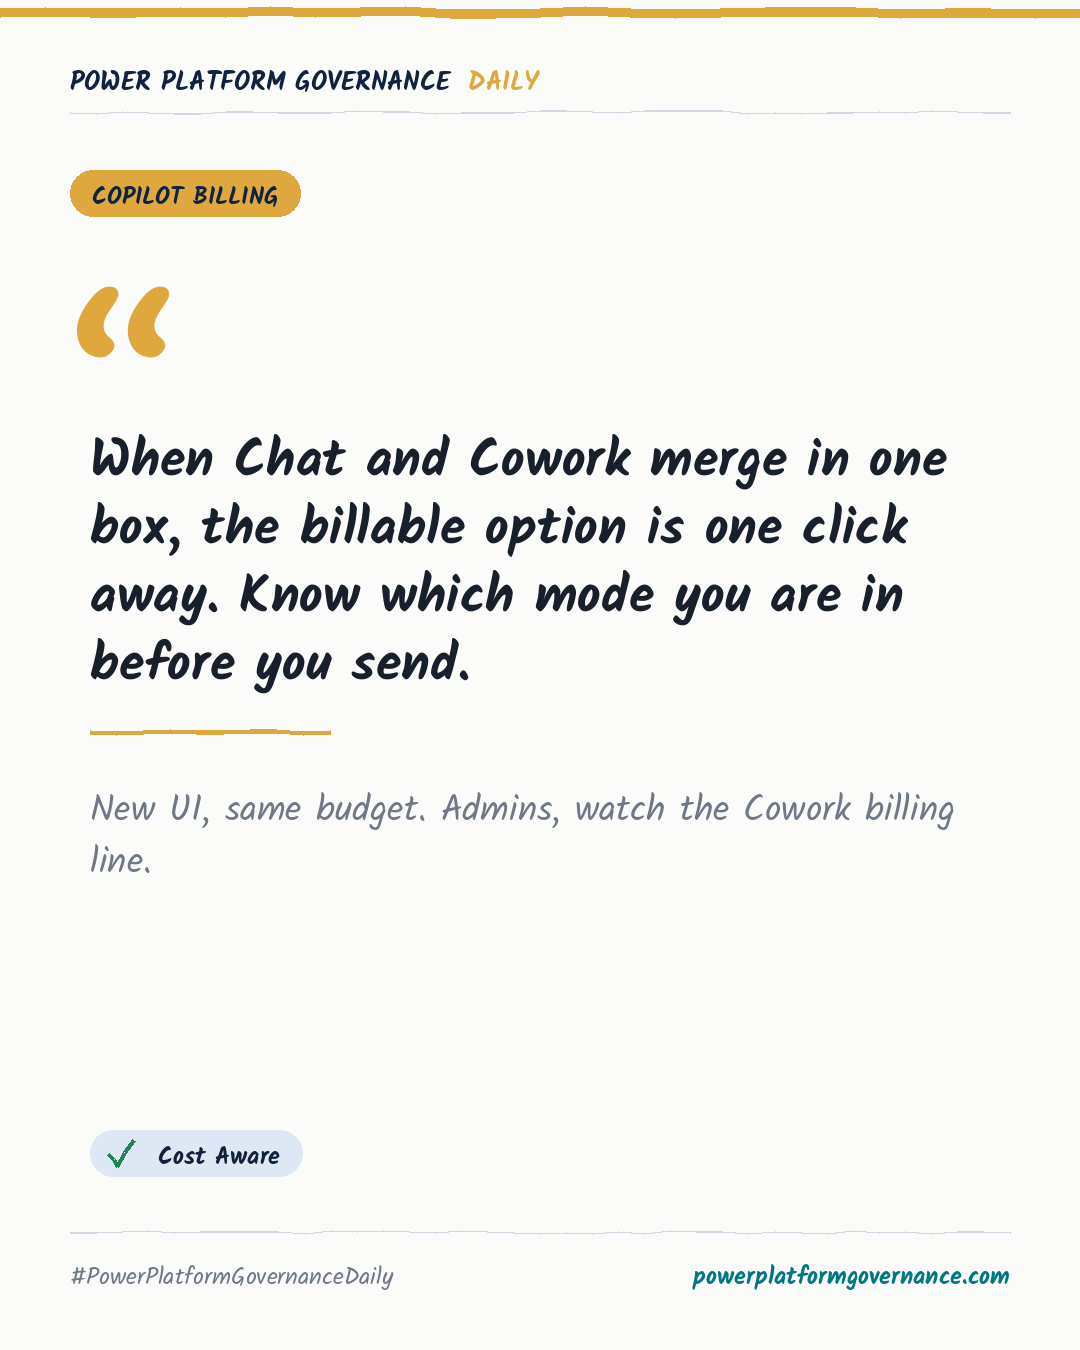 POWER PLATFORM GOVERNANCE DAILY
COPILOT BILLING
“
When Chat and Cowork merge in one
box, the billable option is one click
away. Know which mode you are in
before you send.
New UI, same budget. Admins, watch the Cowork billing
line.
✓ Cost Aware
#PowerPlatformGovernanceDaily
powerplatformgovernance.com